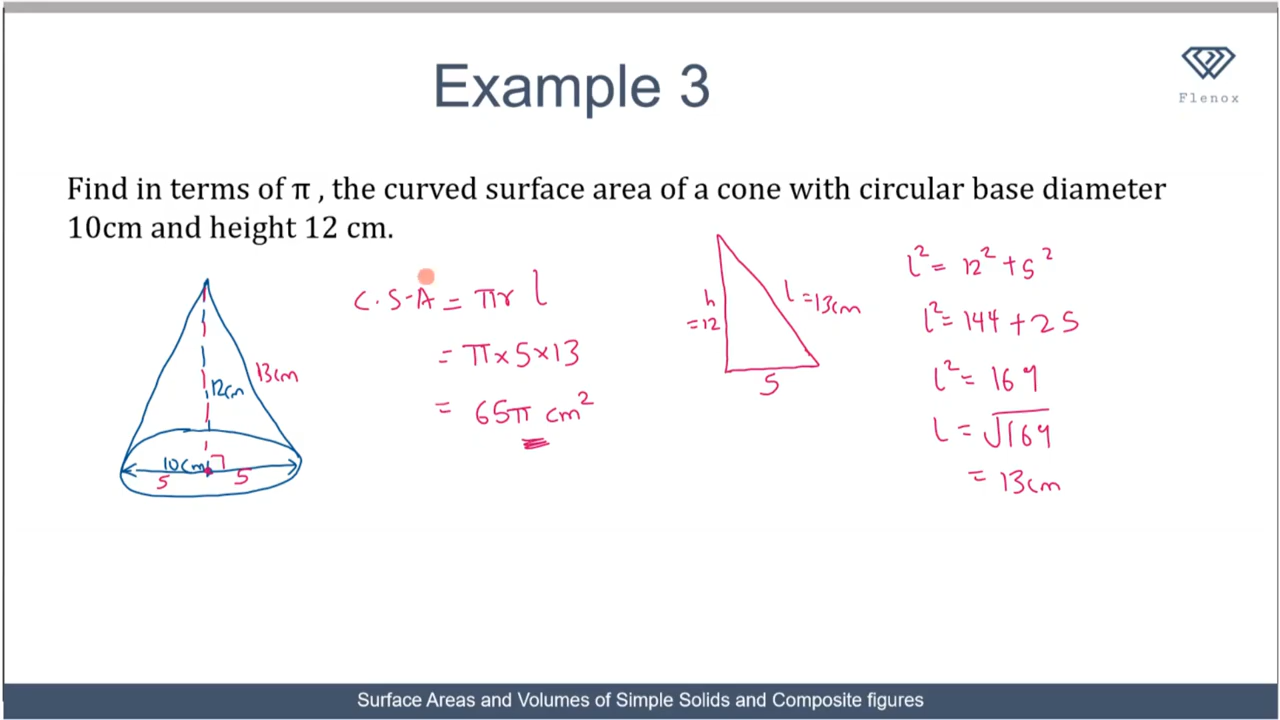 Example 3
Flenox
Find in terms of π , the curved surface area of a cone with circular base diameter
10cm and height 12 cm.
12cm
13cm
10cm
5
5
C.S.A = πr l
= π×5×13
= 65π cm²
h
=12
l =13cm
5
l² = 12² + 5²
l² = 144 + 25
l² = 169
l = √169
= 13cm
Surface Areas and Volumes of Simple Solids and Composite figures